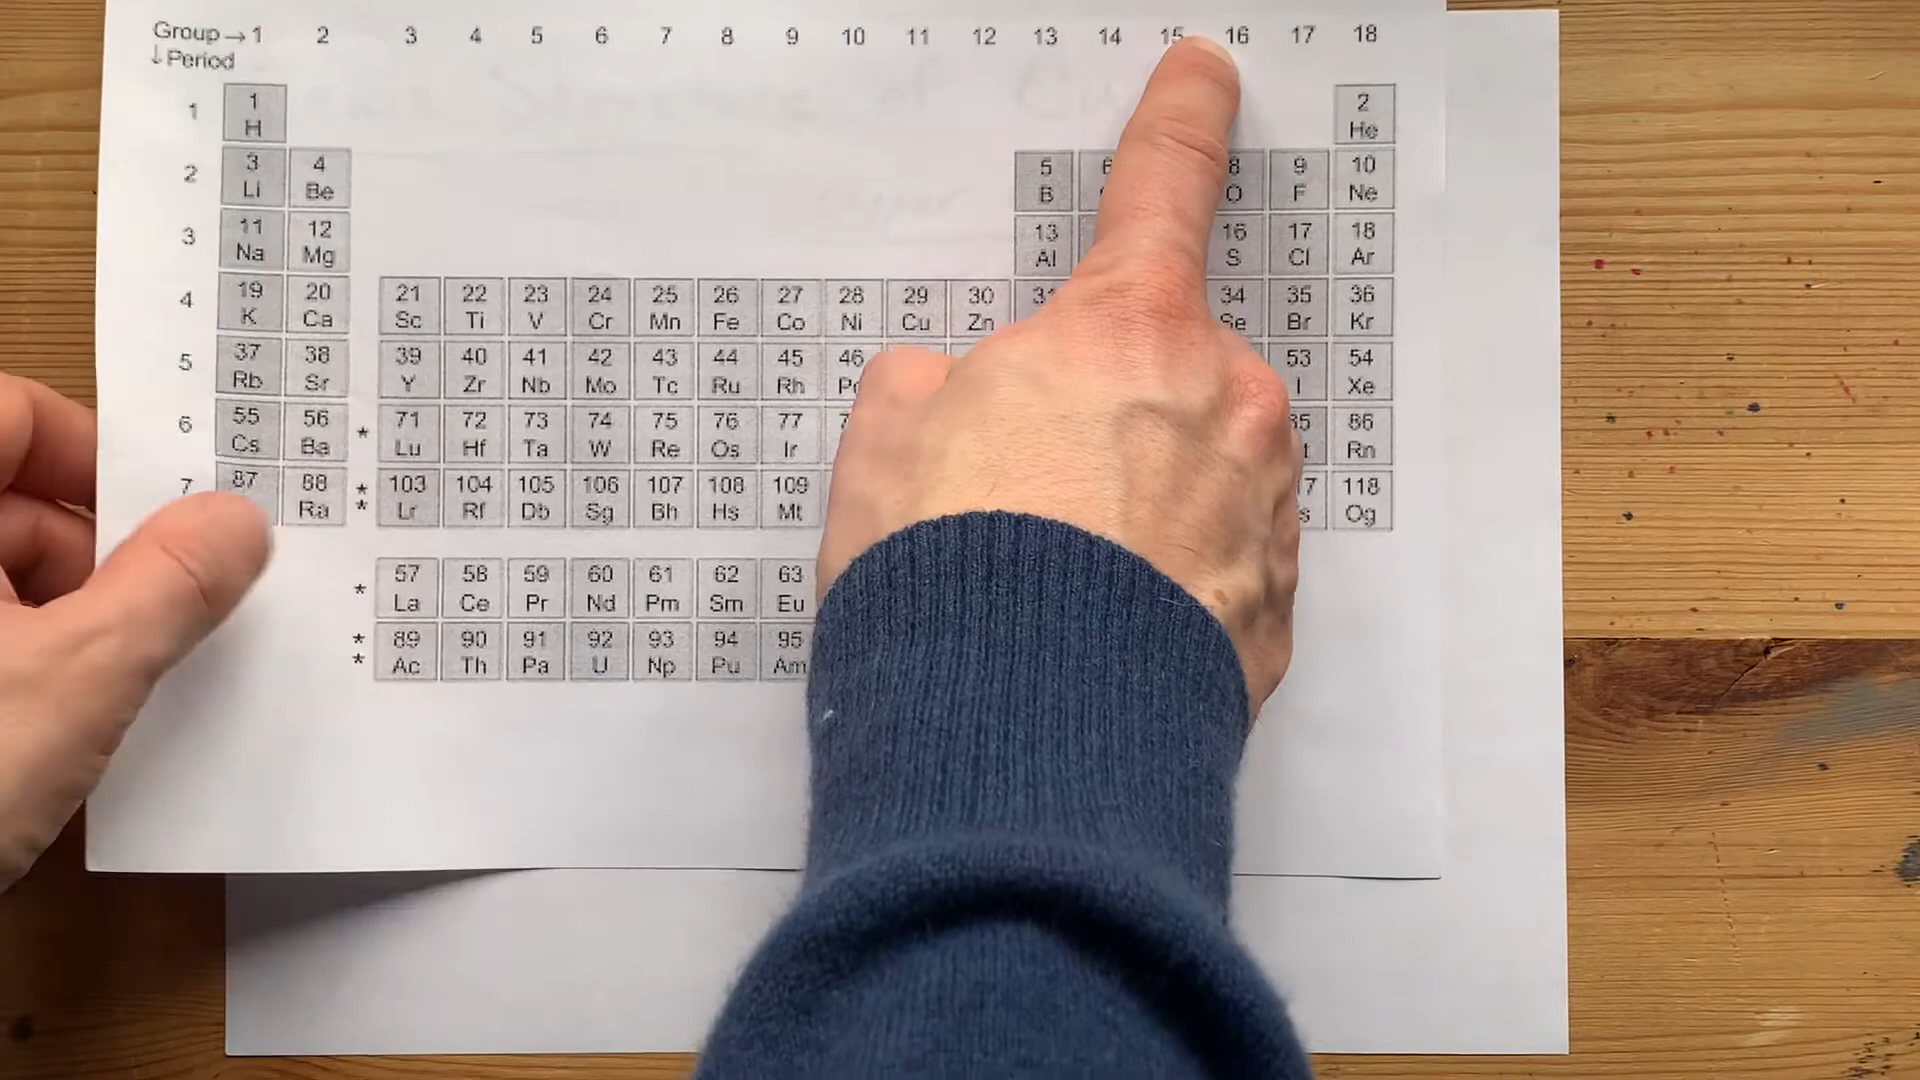 Group → 1 2 3 4 5 6 7 8 9 10 11 12 13 14 15 16 17 18
↓ Period
1 1 2
H He
2 3 4 5 6 8 9 10
Li Be B O F Ne
3 11 12 13 16 17 18
Na Mg Al S Cl Ar
4 19 20 21 22 23 24 25 26 27 28 29 30 31 34 35 36
K Ca Sc Ti V Cr Mn Fe Co Ni Cu Zn Se Br Kr
5 37 38 39 40 41 42 43 44 45 46 53 54
Rb Sr Y Zr Nb Mo Tc Ru Rh I Xe
6 55 56 * 71 72 73 74 75 76 77 86
Cs Ba Lu Hf Ta W Re Os Ir Rn
7 87 88 * 103 104 105 106 107 108 109 118
Ra * Lr Rf Db Sg Bh Hs Mt Og
* 57 58 59 60 61 62 63
La Ce Pr Nd Pm Sm Eu
* 89 90 91 92 93 94 95
* Ac Th Pa U Np Pu Am